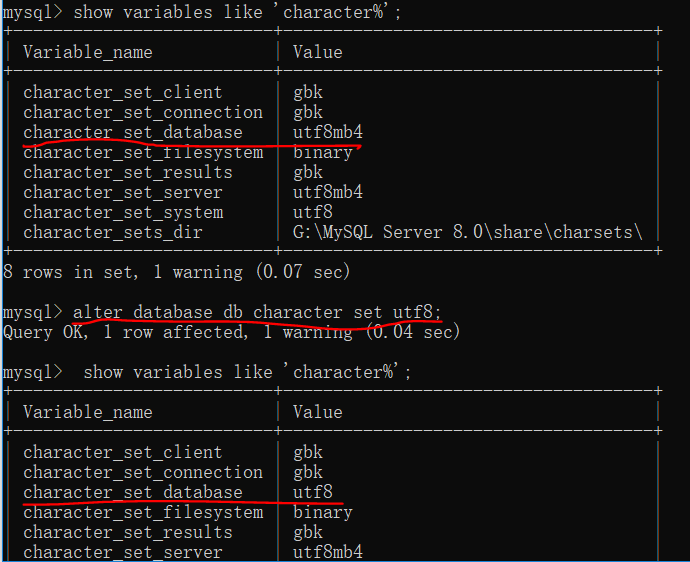 mysql> show variables like 'character%';
+--------------------------+--------------------------------------+
| Variable_name | Value |
+--------------------------+--------------------------------------+
| character_set_client | gbk
| character_set_connection | gbk
| character_set_database | utf8mb4
| character_set_filesystem | binary
| character_set_results | gbk
| character_set_server | utf8mb4
| character_set_system | utf8
| character_sets_dir | G:\MySQL Server 8.0\share\charsets\ |
+--------------------------+--------------------------------------+
8 rows in set, 1 warning (0.07 sec)
mysql> alter database db character set utf8;
Query OK, 1 row affected, 1 warning (0.04 sec)
mysql>  show variables like 'character%';
+--------------------------+--------------------------------------+
| Variable_name | Value |
+--------------------------+--------------------------------------+
| character_set_client | gbk
| character_set_connection | gbk
| character_set_database | utf8
| character_set_filesystem | binary
| character_set_results | gbk
| character_set_server | utf8mb4